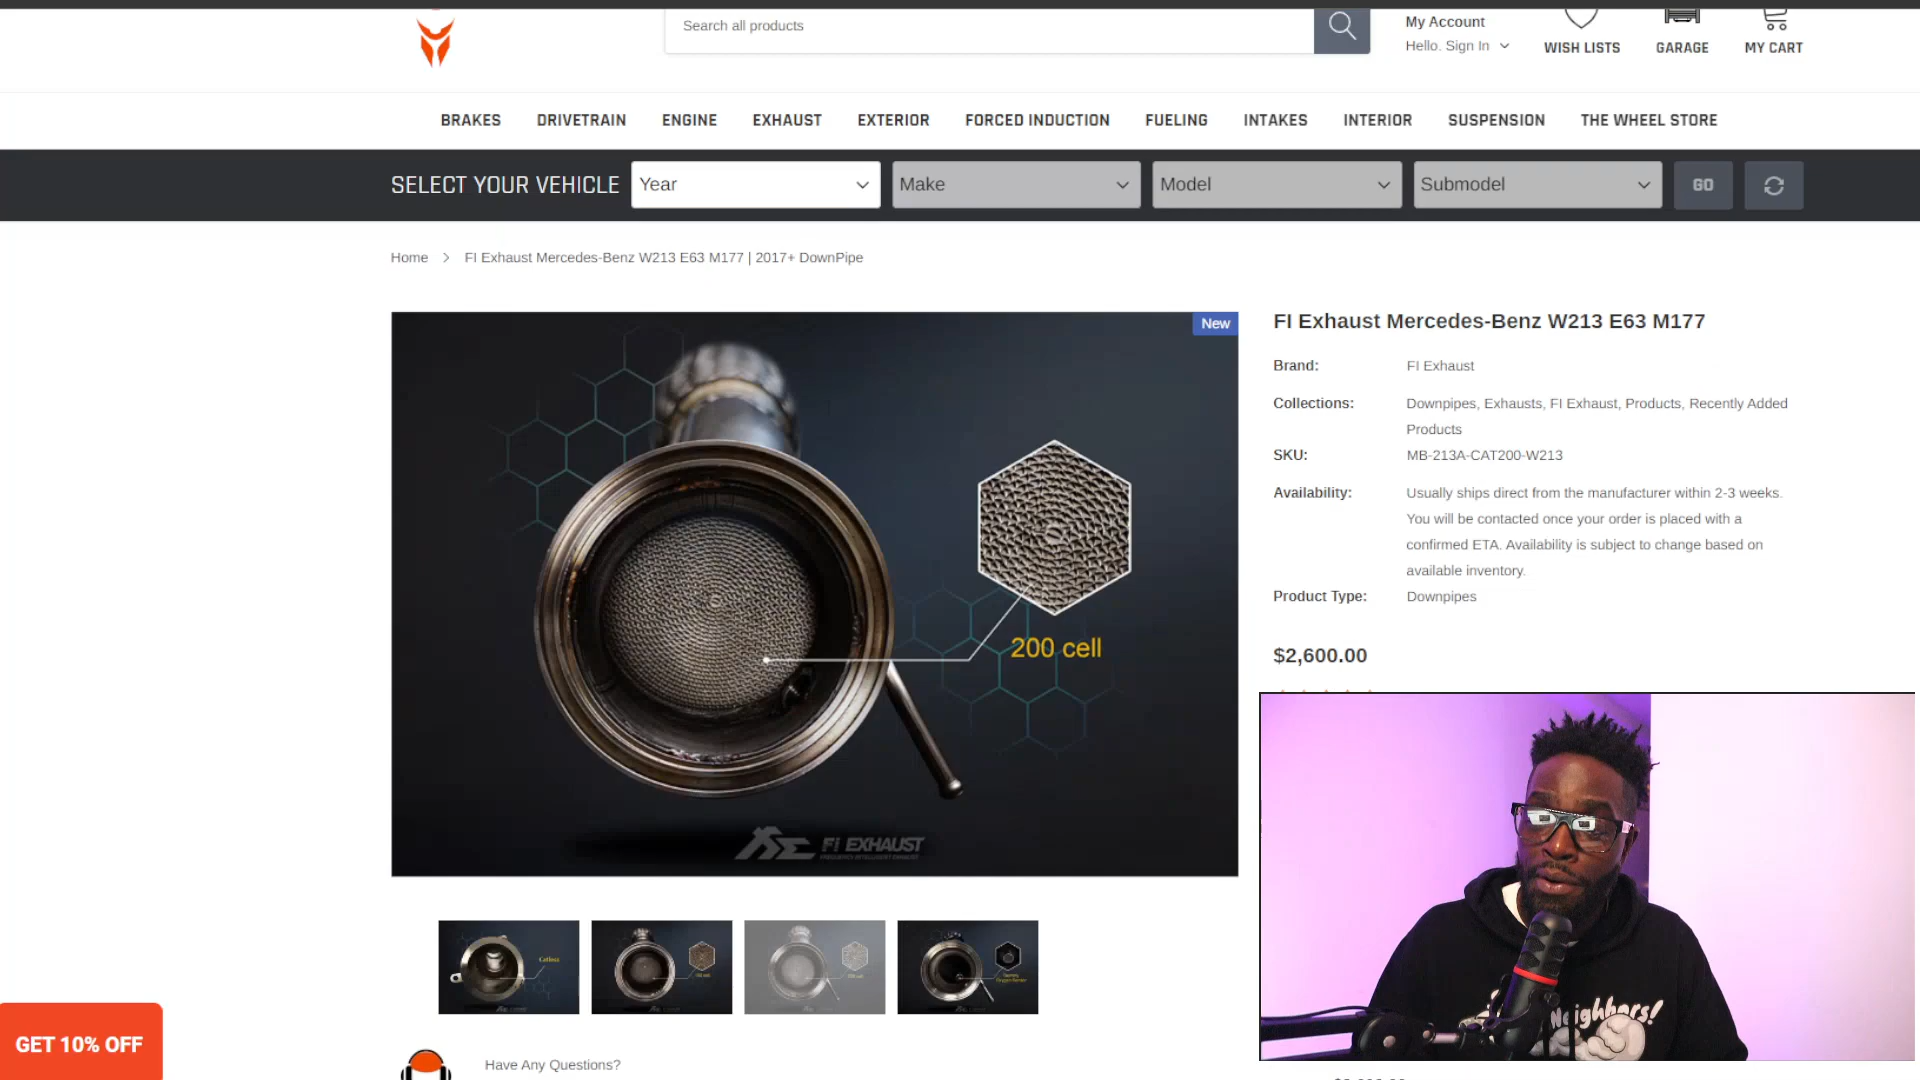 Search all products
My Account
Hello. Sign In
WISH LISTS
GARAGE
MY CART
BRAKES
DRIVETRAIN
ENGINE
EXHAUST
EXTERIOR
FORCED INDUCTION
FUELING
INTAKES
INTERIOR
SUSPENSION
THE WHEEL STORE
SELECT YOUR VEHICLE
Year
Make
Model
Submodel
GO
Home
FI Exhaust Mercedes-Benz W213 E63 M177 | 2017+ DownPipe
New
200 cell
FI EXHAUST
FREQUENCY INTELLIGENT EXHAUST
FI Exhaust Mercedes-Benz W213 E63 M177
Brand: FI Exhaust
Collections: Downpipes, Exhausts, FI Exhaust, Products, Recently Added
Products
SKU: MB-213A-CAT200-W213
Availability: Usually ships direct from the manufacturer within 2-3 weeks.
You will be contacted once your order is placed with a
confirmed ETA. Availability is subject to change based on
available inventory.
Product Type: Downpipes
$2,600.00
Catless
Neighbors!
GET 10% OFF
Have Any Questions?